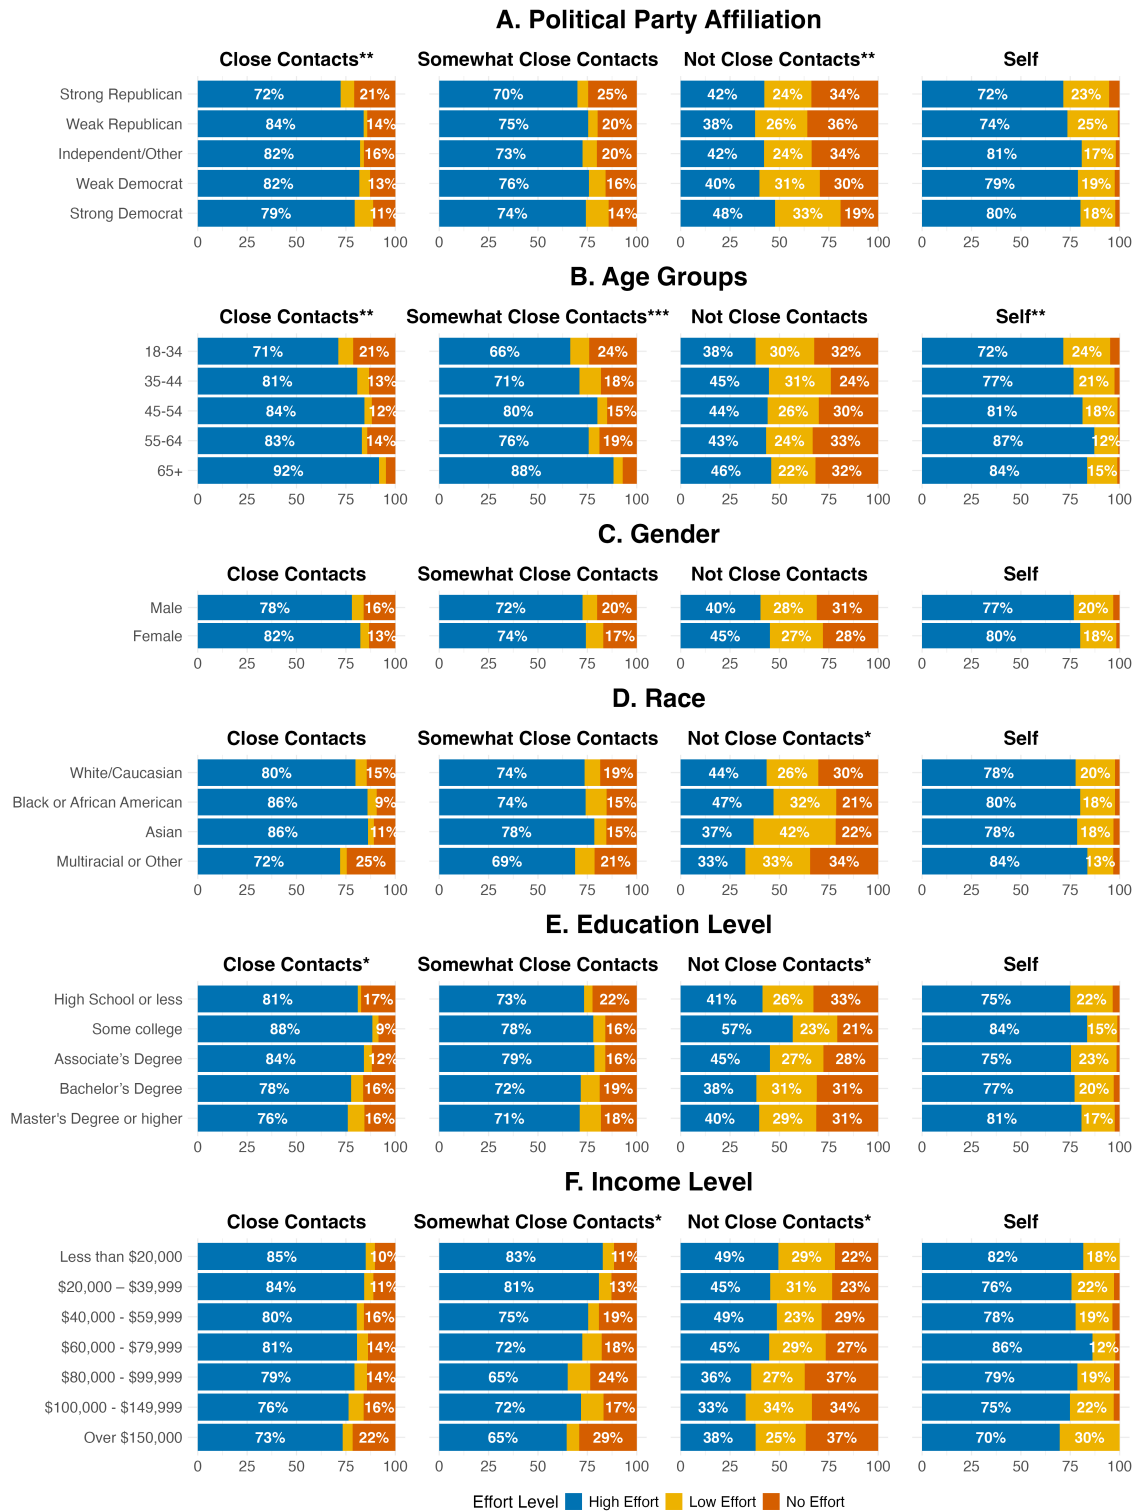 A. Political Party Affiliation
Close Contacts** Somewhat Close Contacts Not Close Contacts** Self
Strong Republican 72% 21% 70% 25% 42% 24% 34% 72% 23%
Weak Republican 84% 14% 75% 20% 38% 26% 36% 74% 25%
Independent/Other 82% 16% 73% 20% 42% 24% 34% 81% 17%
Weak Democrat 82% 13% 76% 16% 40% 31% 30% 79% 19%
Strong Democrat 79% 11% 74% 14% 48% 33% 19% 80% 18%
0 25 50 75 100 0 25 50 75 100 0 25 50 75 100 0 25 50 75 100
B. Age Groups
Close Contacts** Somewhat Close Contacts*** Not Close Contacts Self**
18-34 71% 21% 66% 24% 38% 30% 32% 72% 24%
35-44 81% 13% 71% 18% 45% 31% 24% 77% 21%
45-54 84% 12% 80% 15% 44% 26% 30% 81% 18%
55-64 83% 14% 76% 19% 43% 24% 33% 87% 12%
65+ 92% 88% 46% 22% 32% 84% 15%
0 25 50 75 100 0 25 50 75 100 0 25 50 75 100 0 25 50 75 100
C. Gender
Close Contacts Somewhat Close Contacts Not Close Contacts Self
Male 78% 16% 72% 20% 40% 28% 31% 77% 20%
Female 82% 13% 74% 17% 45% 27% 28% 80% 18%
0 25 50 75 100 0 25 50 75 100 0 25 50 75 100 0 25 50 75 100
D. Race
Close Contacts Somewhat Close Contacts Not Close Contacts* Self
White/Caucasian 80% 15% 74% 19% 44% 26% 30% 78% 20%
Black or African American 86% 9% 74% 15% 47% 32% 21% 80% 18%
Asian 86% 11% 78% 15% 37% 42% 22% 78% 18%
Multiracial or Other 72% 25% 69% 21% 33% 33% 34% 84% 13%
0 25 50 75 100 0 25 50 75 100 0 25 50 75 100 0 25 50 75 100
E. Education Level
Close Contacts* Somewhat Close Contacts Not Close Contacts* Self
High School or less 81% 17% 73% 22% 41% 26% 33% 75% 22%
Some college 88% 9% 78% 16% 57% 23% 21% 84% 15%
Associate’s Degree 84% 12% 79% 16% 45% 27% 28% 75% 23%
Bachelor’s Degree 78% 16% 72% 19% 38% 31% 31% 77% 20%
Master's Degree or higher 76% 16% 71% 18% 40% 29% 31% 81% 17%
0 25 50 75 100 0 25 50 75 100 0 25 50 75 100 0 25 50 75 100
F. Income Level
Close Contacts Somewhat Close Contacts* Not Close Contacts* Self
Less than $20,000 85% 10% 83% 11% 49% 29% 22% 82% 18%
$20,000 – $39,999 84% 11% 81% 13% 45% 31% 23% 76% 22%
$40,000 - $59,999 80% 16% 75% 19% 49% 23% 29% 78% 19%
$60,000 - $79,999 81% 14% 72% 18% 45% 29% 27% 86% 12%
$80,000 - $99,999 79% 14% 65% 24% 36% 27% 37% 79% 19%
$100,000 - $149,999 76% 16% 72% 17% 33% 34% 34% 75% 22%
Over $150,000 73% 22% 65% 29% 38% 25% 37% 70% 30%
0 25 50 75 100 0 25 50 75 100 0 25 50 75 100 0 25 50 75 100
Effort Level High Effort Low Effort No Effort